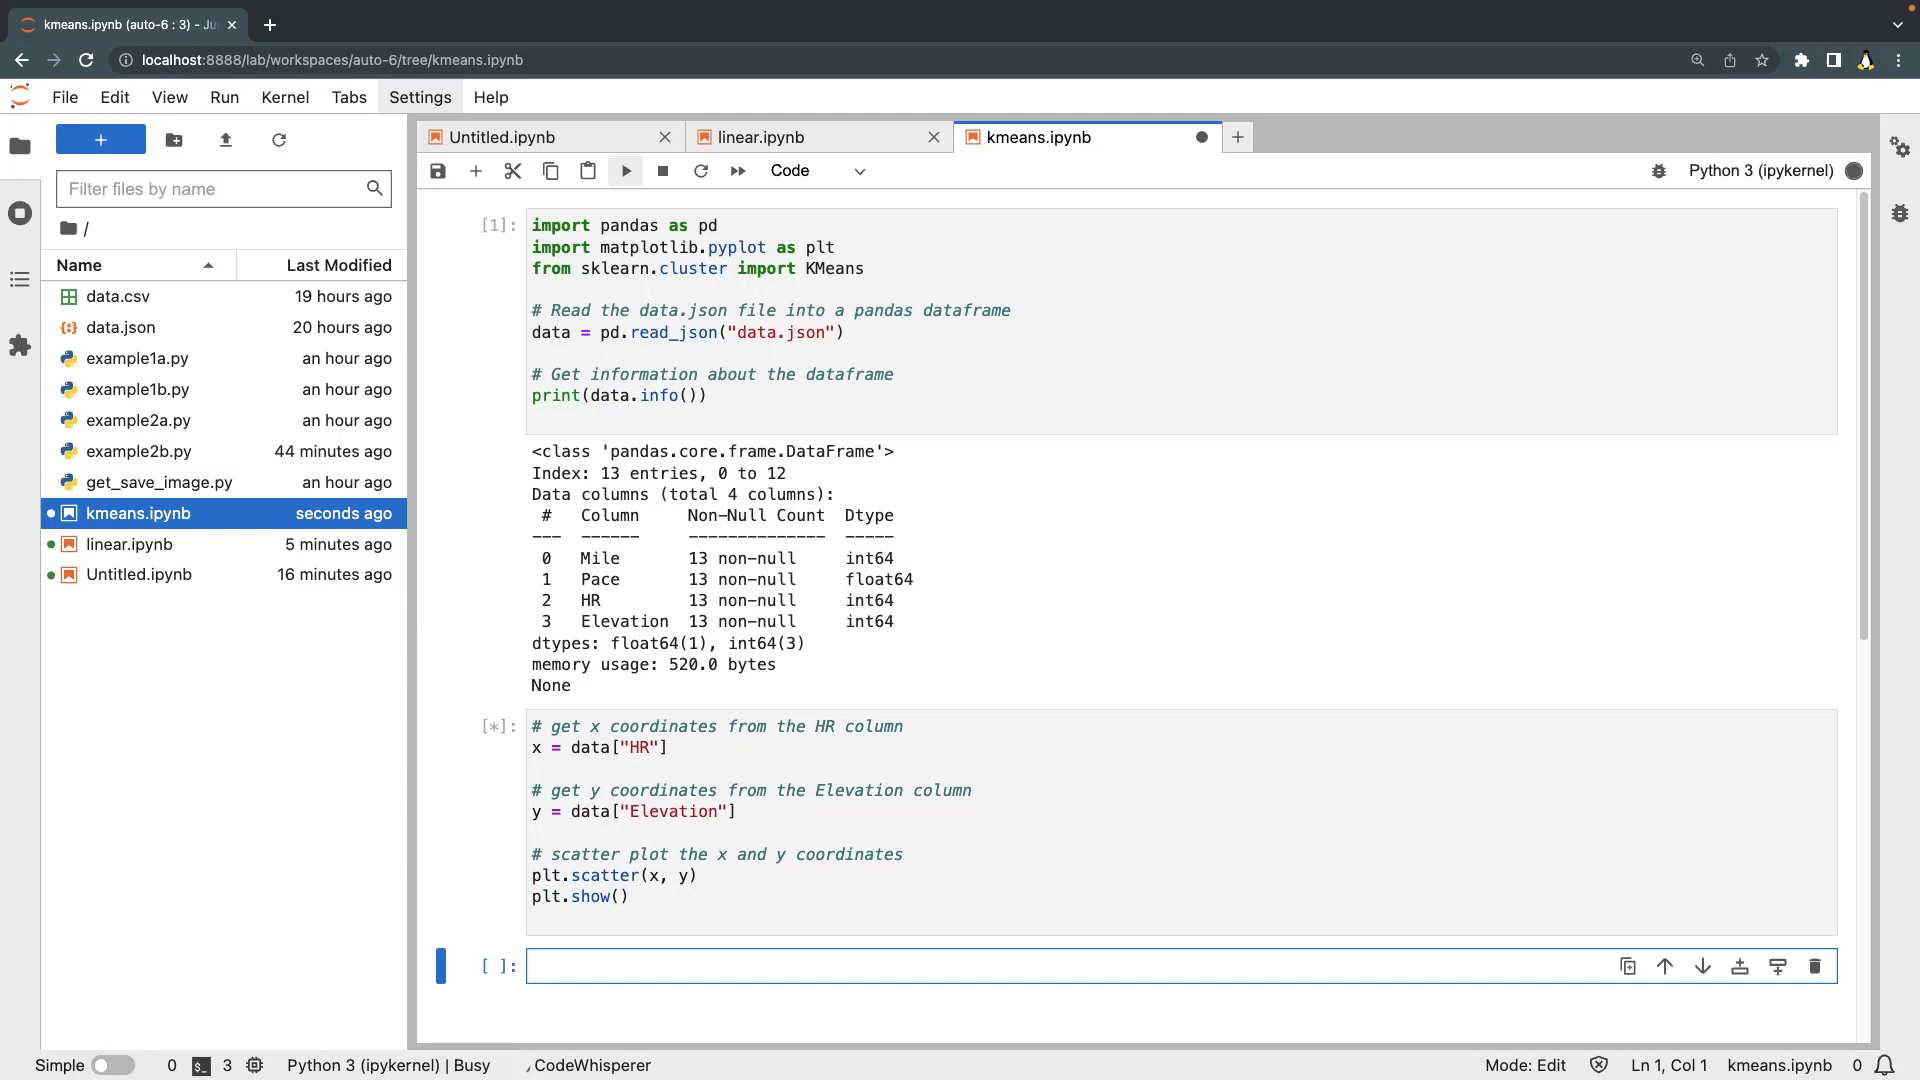 kmeans.ipynb (auto-6 : 3) - Ju
localhost:8888/lab/workspaces/auto-6/tree/kmeans.ipynb
File Edit View Run Kernel Tabs Settings Help
Untitled.ipynb
linear.ipynb
kmeans.ipynb
Code
Python 3 (ipykernel)
Filter files by name
/
Name Last Modified
data.csv 19 hours ago
data.json 20 hours ago
example1a.py an hour ago
example1b.py an hour ago
example2a.py an hour ago
example2b.py 44 minutes ago
get_save_image.py an hour ago
kmeans.ipynb seconds ago
linear.ipynb 5 minutes ago
Untitled.ipynb 16 minutes ago
[1]: import pandas as pd
import matplotlib.pyplot as plt
from sklearn.cluster import KMeans
# Read the data.json file into a pandas dataframe
data = pd.read_json("data.json")
# Get information about the dataframe
print(data.info())
<class 'pandas.core.frame.DataFrame'>
Index: 13 entries, 0 to 12
Data columns (total 4 columns):
# Column Non-Null Count Dtype
--- ------ -------------- -----
0 Mile 13 non-null int64
1 Pace 13 non-null float64
2 HR 13 non-null int64
3 Elevation 13 non-null int64
dtypes: float64(1), int64(3)
memory usage: 520.0 bytes
None
[*]: # get x coordinates from the HR column
x = data["HR"]
# get y coordinates from the Elevation column
y = data["Elevation"]
# scatter plot the x and y coordinates
plt.scatter(x, y)
plt.show()
[ ]:
Simple 0 $_ 3 Python 3 (ipykernel) | Busy CodeWhisperer Mode: Edit Ln 1, Col 1 kmeans.ipynb 0